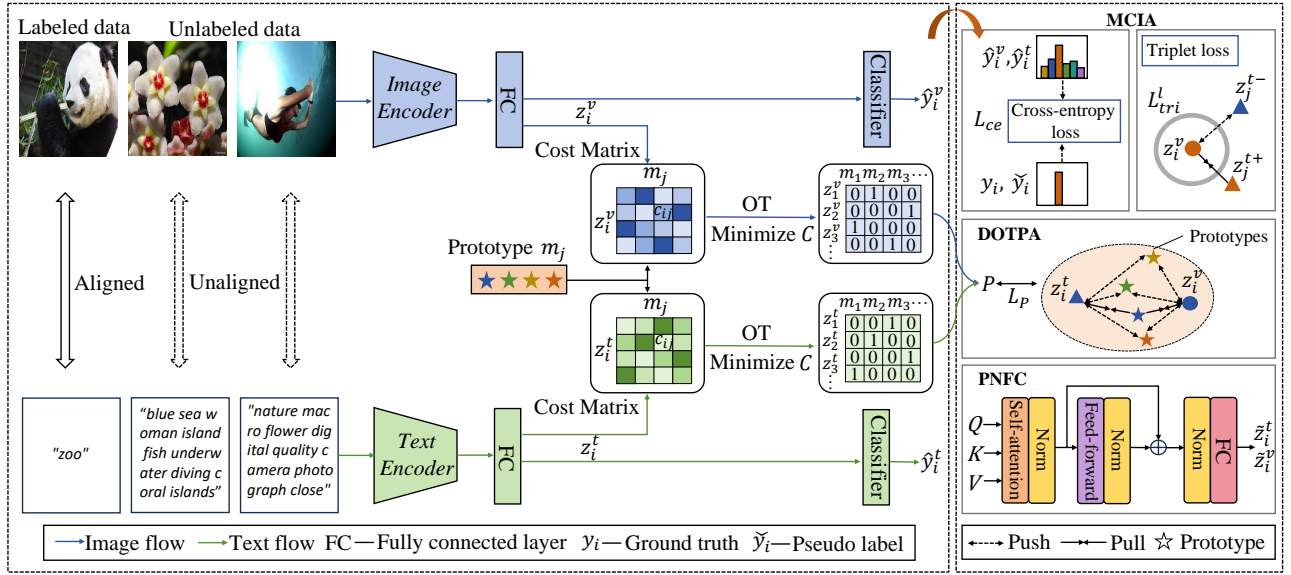 Labeled data
Unlabeled data
Image
Encoder
FC
z_i^v
Classifier
ŷ_i^v
Cost Matrix
m_j
z_i^v
c_ij
OT
Minimize C
m_1 m_2 m_3 ···
z_1^v 0 1 0 0
z_2^v 0 0 0 1
z_3^v 1 0 0 0
⋮ 0 0 1 0
Aligned
Unaligned
Prototype m_j
m_j
z_i^t
c_ij
OT
Minimize C
m_1 m_2 m_3 ···
z_1^t 0 0 1 0
z_2^t 0 1 0 0
z_3^t 0 0 0 1
⋮ 1 0 0 0
Cost Matrix
"zoo"
“blue sea w
oman island
fish underw
ater diving c
oral islands”
"nature mac
ro flower dig
ital quality c
amera photo
graph close"
Text
Encoder
FC
z_i^t
Classifier
ŷ_i^t
Image flow
Text flow
FC — Fully connected layer
y_i — Ground truth
y̌_i — Pseudo label
MCIA
ŷ_i^v, ŷ_i^t
L_ce
Cross-entropy
loss
y_i, y̌_i
Triplet loss
L_tri^l
z_j^t-
z_i^v
z_j^t+
DOTPA
Prototypes
P
L_P
z_i^t
z_i^v
PNFC
Q
K
V
Self-attention
Norm
Feed-forward
Norm
Norm
FC
z̃_i^t
z̃_i^v
Push
Pull
Prototype